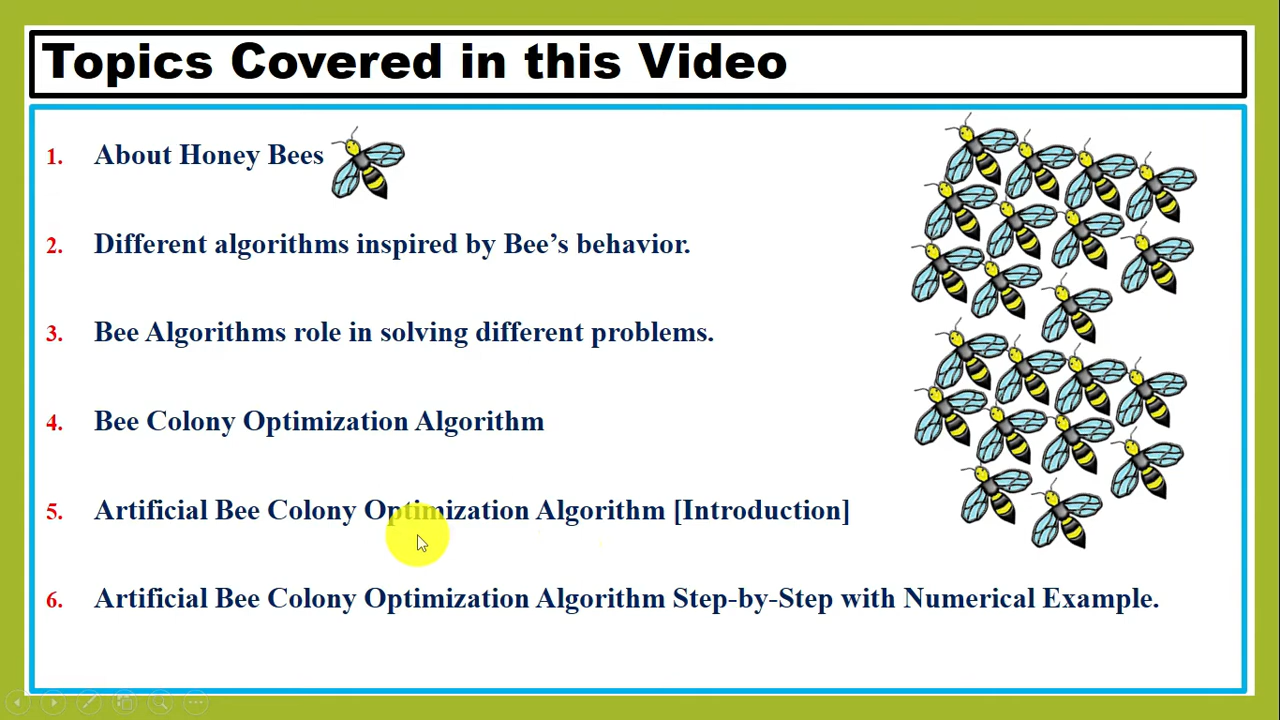 Topics Covered in this Video
1. About Honey Bees
2. Different algorithms inspired by Bee’s behavior.
3. Bee Algorithms role in solving different problems.
4. Bee Colony Optimization Algorithm
5. Artificial Bee Colony Optimization Algorithm [Introduction]
6. Artificial Bee Colony Optimization Algorithm Step-by-Step with Numerical Example.